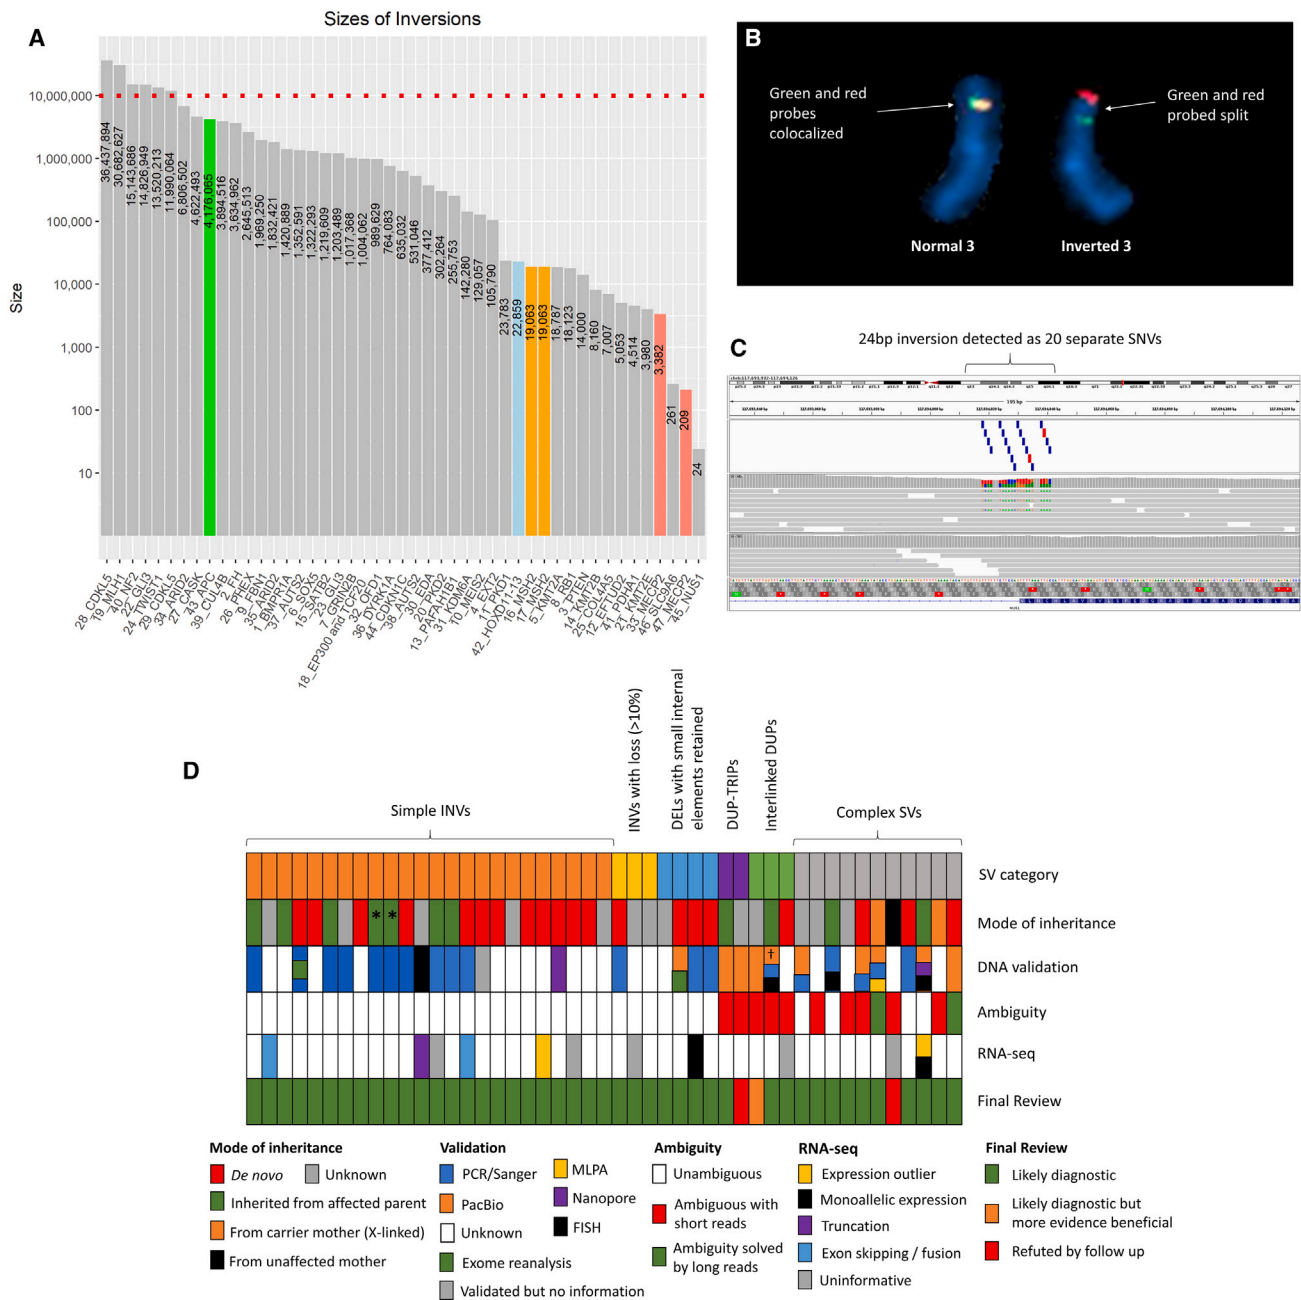 A
Sizes of Inversions
Size
10,000,000
1,000,000
100,000
10,000
1,000
100
10
36,437,894
30,682,627
15,143,686
14,826,949
13,520,213
11,990,064
6,806,502
4,622,493
4,176,065
3,894,516
3,634,962
2,645,513
1,969,250
1,832,421
1,420,889
1,352,591
1,322,293
1,219,609
1,203,489
1,017,368
1,004,062
989,629
764,083
635,032
531,046
377,412
302,264
255,753
142,280
129,057
105,790
23,783
22,859
19,063
19,063
18,787
18,123
14,000
8,160
7,007
5,053
4,514
3,980
3,382
261
209
24
28_CDKL5
19_MLH1
40_NF2
22_GLI3
24_TWIST1
29_CDKL5
34_ARID2
27_CASK
43_APC
39_CUL4B
2_FH
26_PHEX
9_FBN1
35_ARID2
1_BMPR1A
37_AUTS2
6_SOX5
15_SATB2
23_GLI3
7_GRIN2B
18_EP300 and TCF20
32_OFD1
36_DYRK1A
44_CDKN1C
38_AUTS2
30_EDA
20_PKD2
13_PAFAH1B1
31_KDM6A
10_MEIS2
4_EXT2
11_PKD1
42_HOXD11-13
16_MSH2
17_MSH2
5_KMT2A
8_RB1
3_PTEN
14_KMT2B
25_COL4A5
12_EFTUD2
41_PDHA1
21_KMT2E
46_MECP2
33_SLC9A6
47_MECP2
45_NUS1
B
Green and red
probes
colocalized
Green and red
probed split
Normal 3
Inverted 3
C
24bp inversion detected as 20 separate SNVs
195 bp
NUS1
D
Simple INVs
INVs with loss (>10%)
DELs with small internal
elements retained
DUP-TRIPs
Interlinked DUPs
Complex SVs
SV category
* *
Mode of inheritance
†
DNA validation
Ambiguity
RNA-seq
Final Review
Mode of inheritance
De novo
Unknown
Inherited from affected parent
From carrier mother (X-linked)
From unaffected mother
Validation
PCR/Sanger
PacBio
Unknown
Exome reanalysis
Validated but no information
MLPA
Nanopore
FISH
Ambiguity
Unambiguous
Ambiguous with
short reads
Ambiguity solved
by long reads
RNA-seq
Expression outlier
Monoallelic expression
Truncation
Exon skipping / fusion
Uninformative
Final Review
Likely diagnostic
Likely diagnostic but
more evidence beneficial
Refuted by follow up